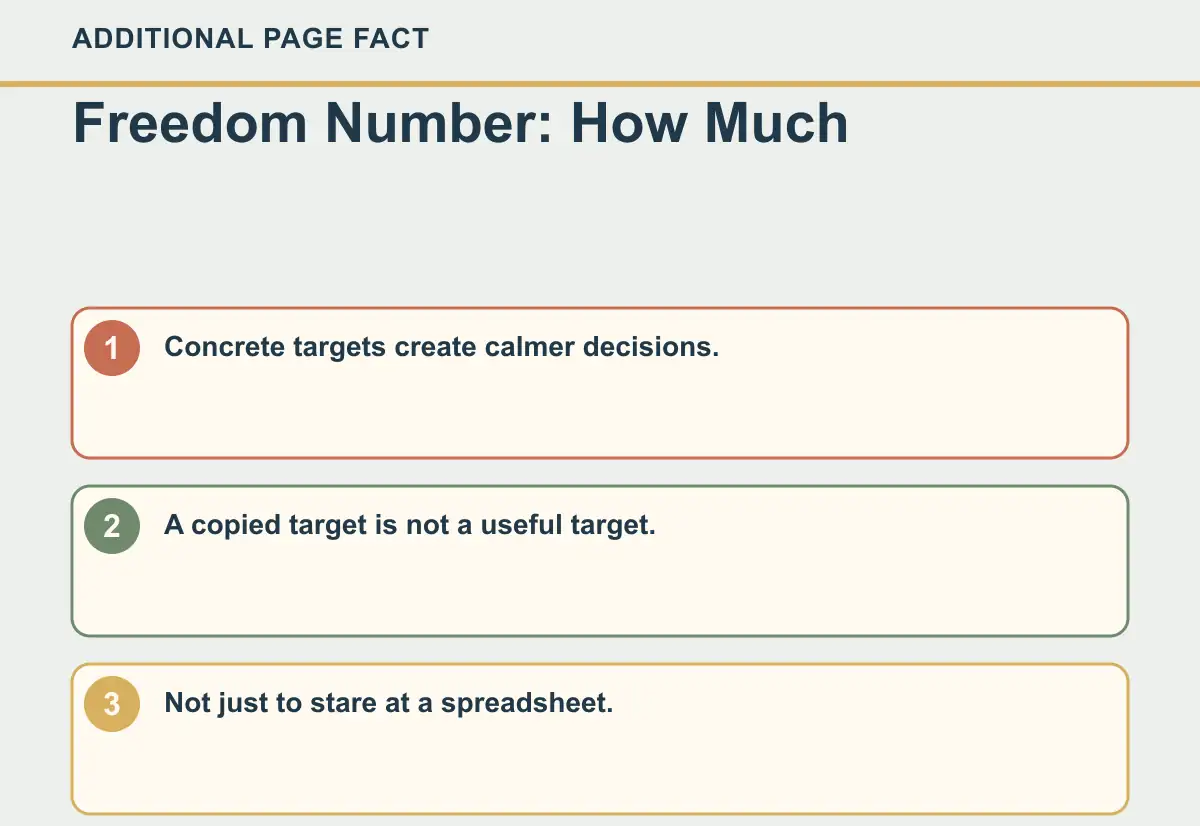 ADDITIONAL PAGE FACT
Freedom Number: How Much
1 Concrete targets create calmer decisions.
2 A copied target is not a useful target.
3 Not just to stare at a spreadsheet.